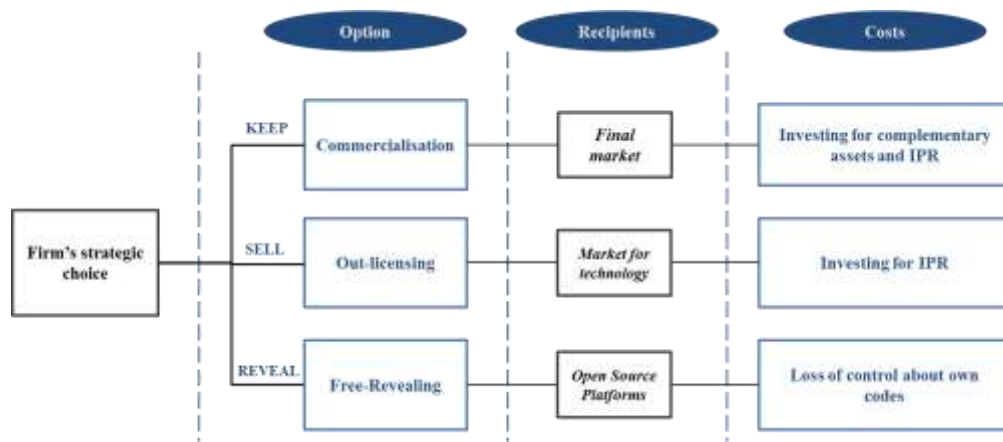 Option
Recipients
Costs
KEEP
Commercialisation
Final
market
Investing for complementary
assets and IPR
Firm's strategic
choice
SELL
Out-licensing
Market for
technology
Investing for IPR
REVEAL
Free-Revealing
Open Source
Platforms
Loss of control about own
codes